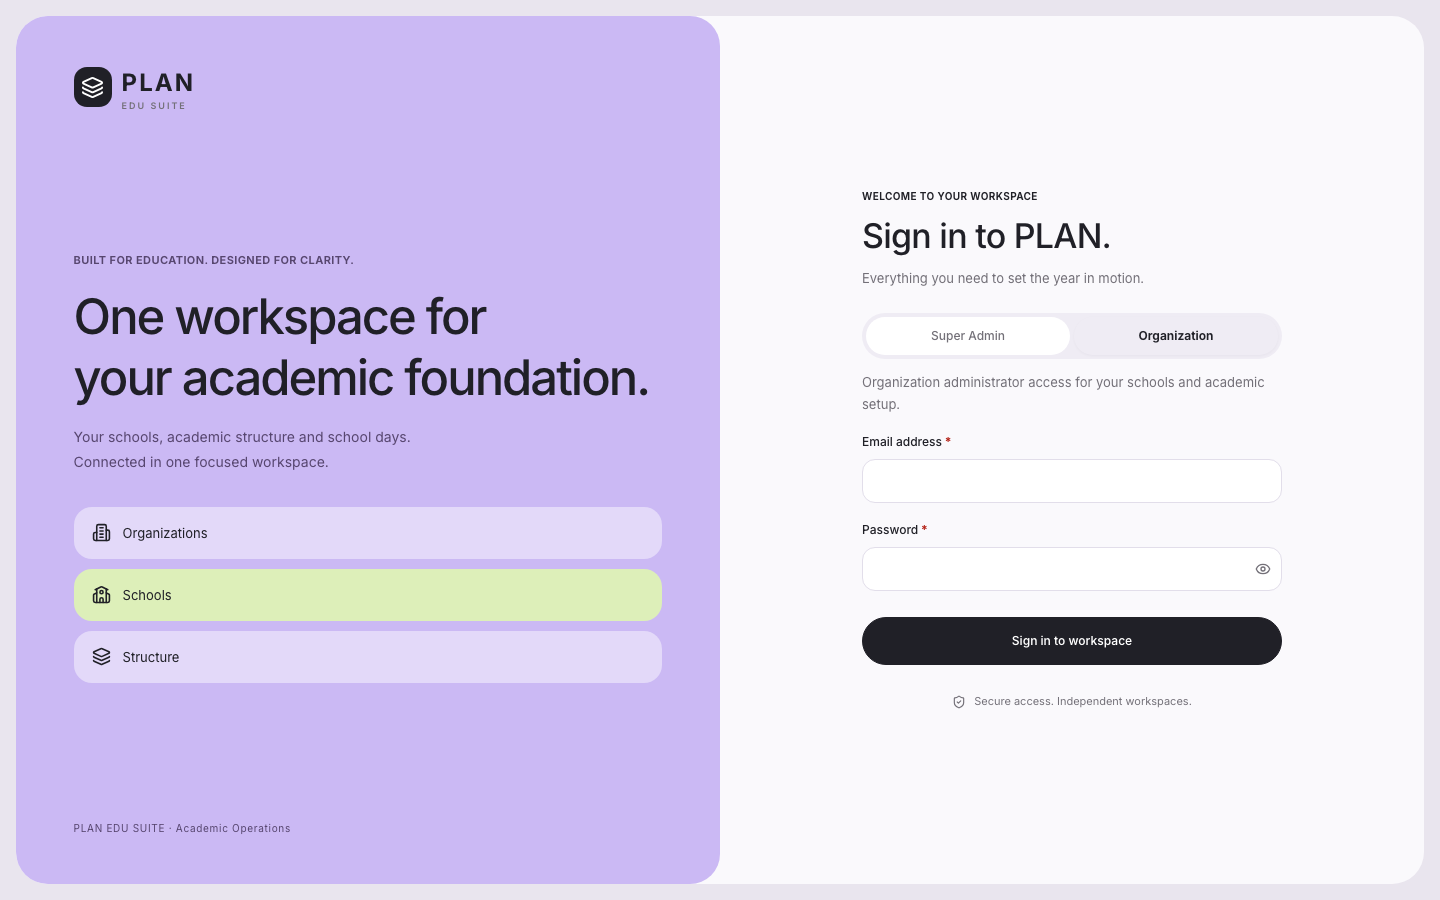 PLAN
EDU SUITE
BUILT FOR EDUCATION. DESIGNED FOR CLARITY.
One workspace for
your academic foundation.
Your schools, academic structure and school days.
Connected in one focused workspace.
Organizations
Schools
Structure
PLAN EDU SUITE · Academic Operations
WELCOME TO YOUR WORKSPACE
Sign in to PLAN.
Everything you need to set the year in motion.
Super Admin
Organization
Organization administrator access for your schools and academic
setup.
Email address *
Password *
Sign in to workspace
Secure access. Independent workspaces.